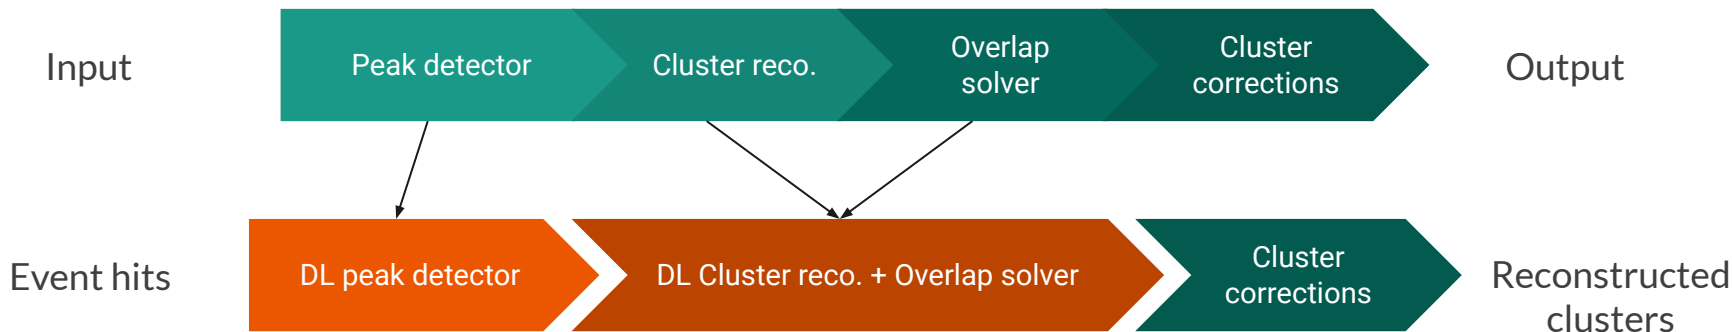 Input
Peak detector
Cluster reco.
Overlap
solver
Cluster
corrections
Output
Event hits
DL peak detector
DL Cluster reco. + Overlap solver
Cluster
corrections
Reconstructed
clusters